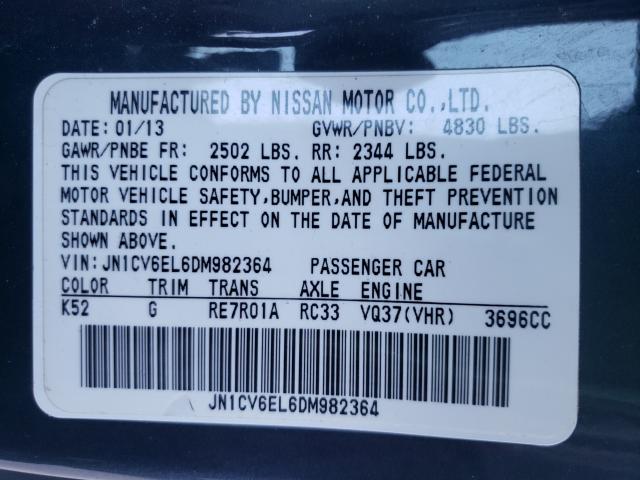 MANUFACTURED BY NISSAN MOTOR CO.,LTD.
DATE: 01/13 GVWR/PNBV: 4830 LBS.
GAWR/PNBE FR: 2502 LBS. RR: 2344 LBS.
THIS VEHICLE CONFORMS TO ALL APPLICABLE FEDERAL
MOTOR VEHICLE SAFETY,BUMPER,AND THEFT PREVENTION
STANDARDS IN EFFECT ON THE DATE OF MANUFACTURE
SHOWN ABOVE.
VIN:JN1CV6EL6DM982364 PASSENGER CAR
COLOR TRIM TRANS AXLE ENGINE
K52 G RE7R01A RC33 VQ37(VHR) 3696CC
JN1CV6EL6DM982364